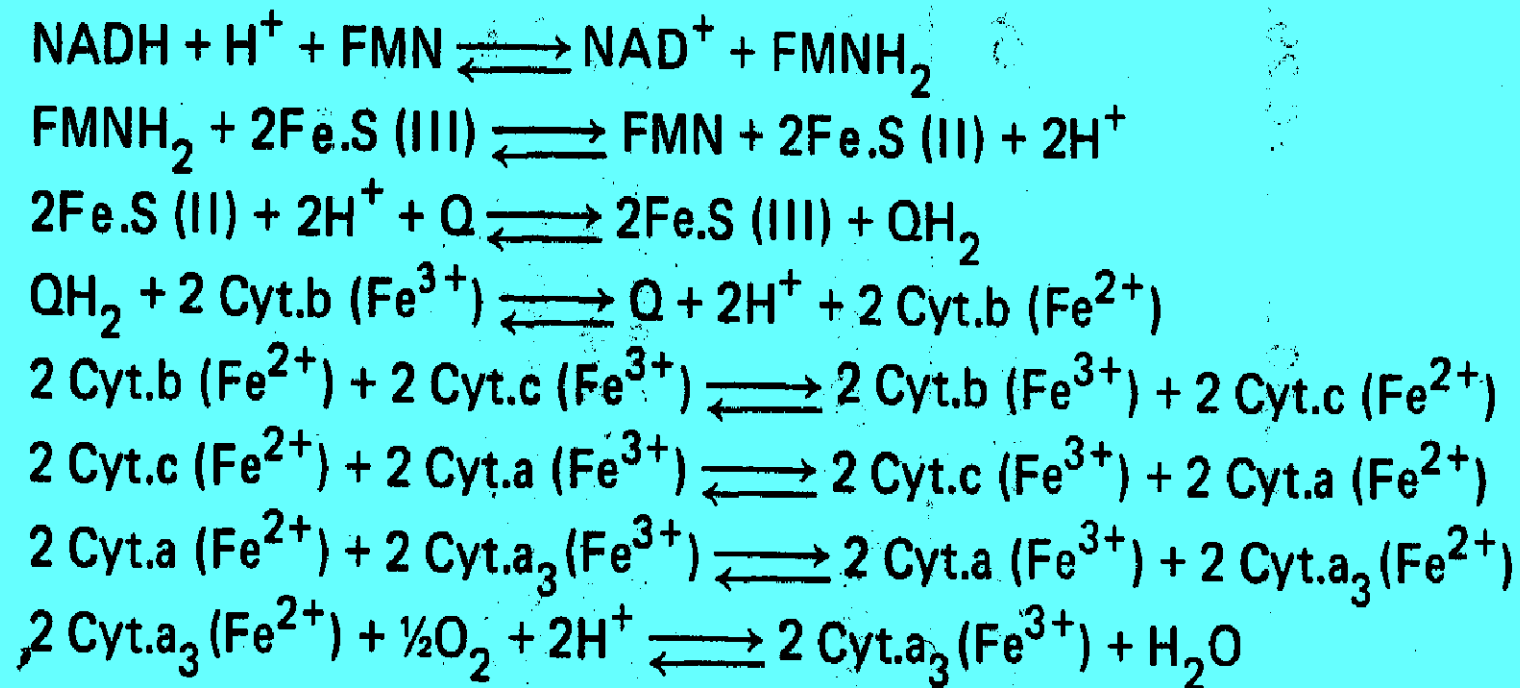 NADH + H⁺ + FMN ⇌ NAD⁺ + FMNH₂
FMNH₂ + 2Fe.S (III) ⇌ FMN + 2Fe.S (II) + 2H⁺
2Fe.S (II) + 2H⁺ + Q ⇌ 2Fe.S (III) + QH₂
QH₂ + 2 Cyt.b (Fe³⁺) ⇌ Q + 2H⁺ + 2 Cyt.b (Fe²⁺)
2 Cyt.b (Fe²⁺) + 2 Cyt.c (Fe³⁺) ⇌ 2 Cyt.b (Fe³⁺) + 2 Cyt.c (Fe²⁺)
2 Cyt.c (Fe²⁺) + 2 Cyt.a (Fe³⁺) ⇌ 2 Cyt.c (Fe³⁺) + 2 Cyt.a (Fe²⁺)
2 Cyt.a (Fe²⁺) + 2 Cyt.a₃ (Fe³⁺) ⇌ 2 Cyt.a (Fe³⁺) + 2 Cyt.a₃ (Fe²⁺)
2 Cyt.a₃ (Fe²⁺) + ½O₂ + 2H⁺ ⇌ 2 Cyt.a₃ (Fe³⁺) + H₂O